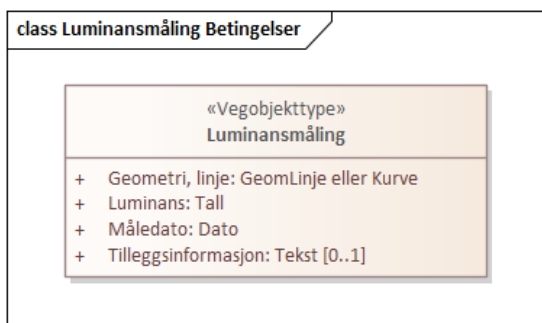 class Luminansmåling Betingelser
«Vegobjekttype»
Luminansmåling
+ Geometri, linje: GeomLinje eller Kurve
+ Luminans: Tall
+ Måledato: Dato
+ Tilleggsinformasjon: Tekst [0..1]